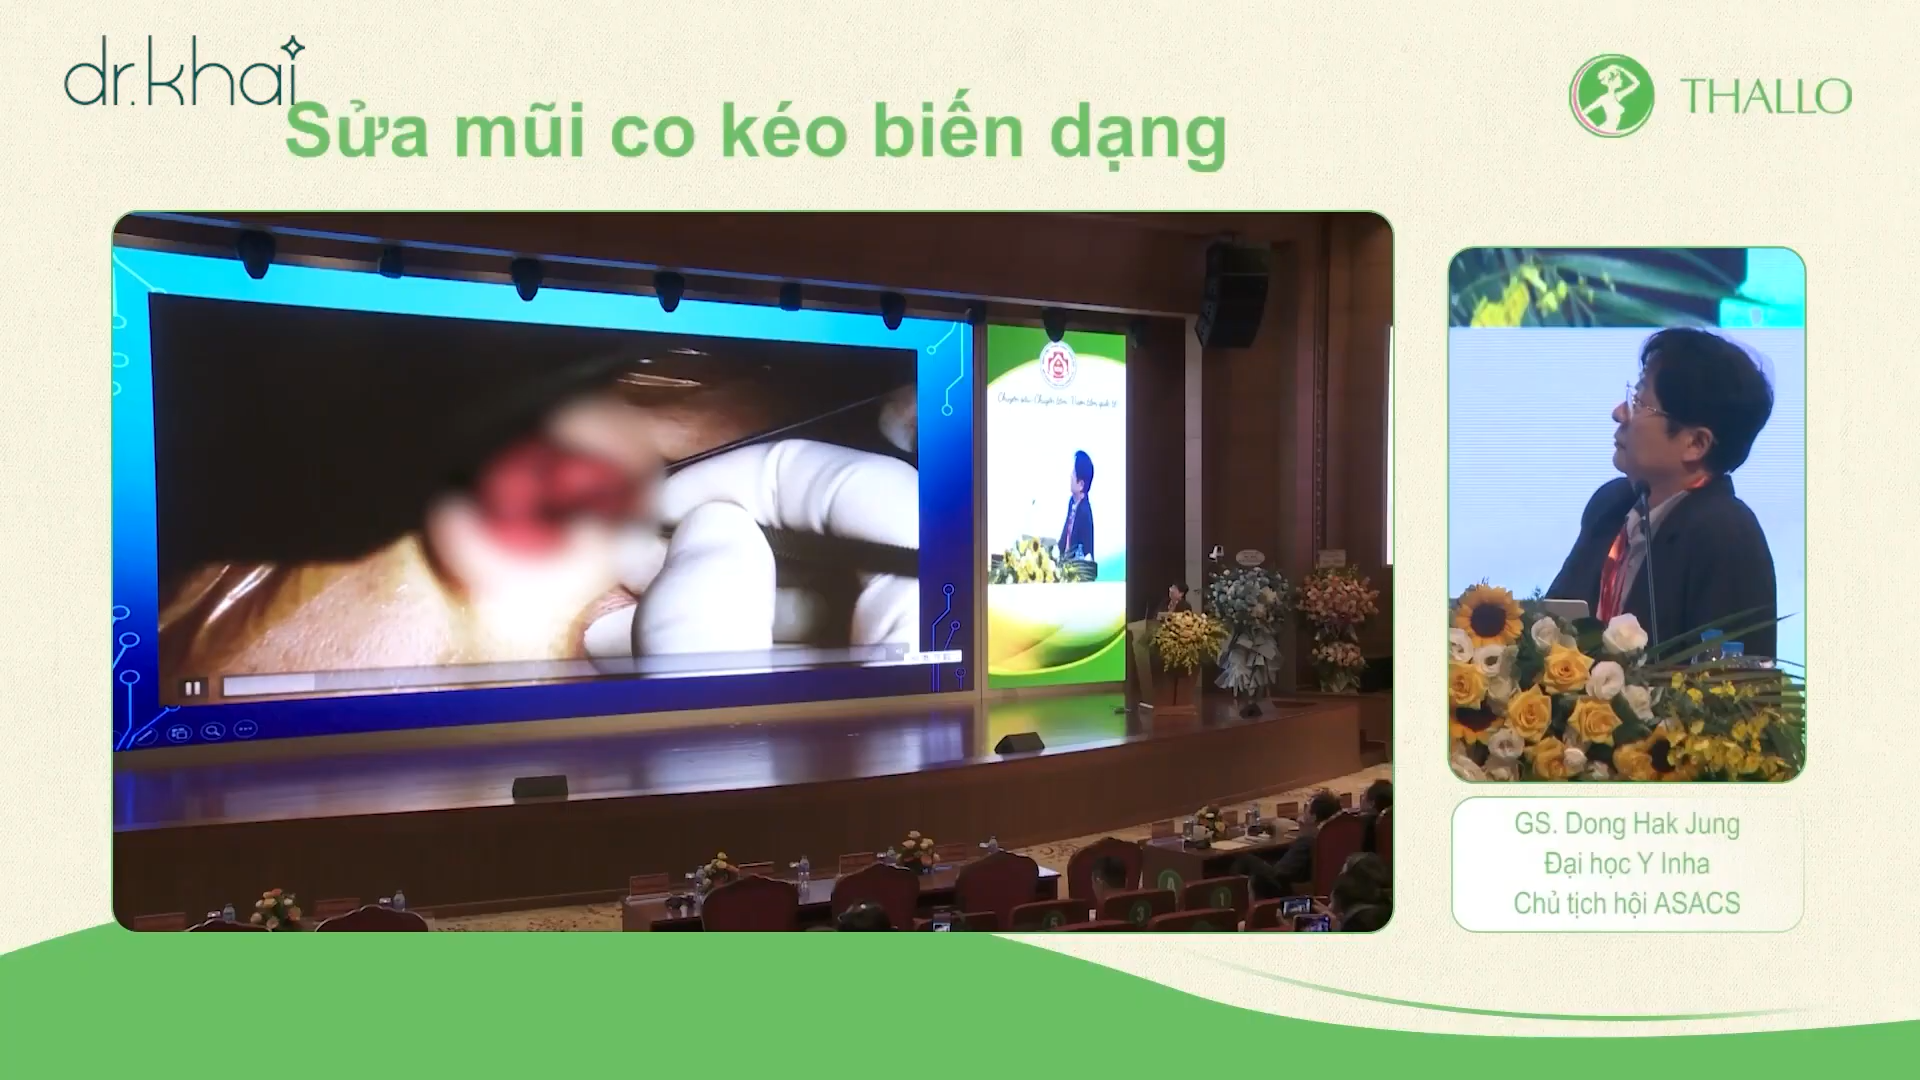 dr.khai
THALLO
Sửa mũi co kéo biến dạng
GS. Dong Hak Jung
Đại học Y Inha
Chủ tịch hội ASACS